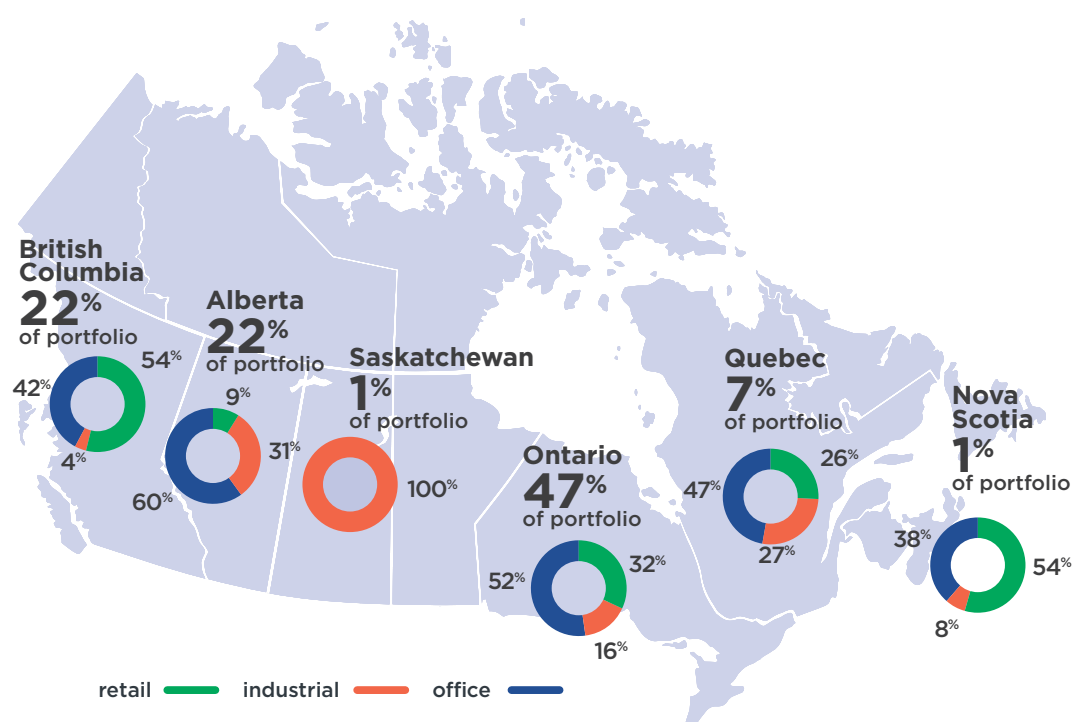 British
Columbia
22%
of portfolio
54%
42%
4%
Alberta
22%
of portfolio
9%
31%
60%
Saskatchewan
1%
of portfolio
100%
Ontario
47%
of portfolio
52%
32%
16%
Quebec
7%
of portfolio
26%
47%
27%
Nova
Scotia
1%
of portfolio
38%
54%
8%
retail industrial office